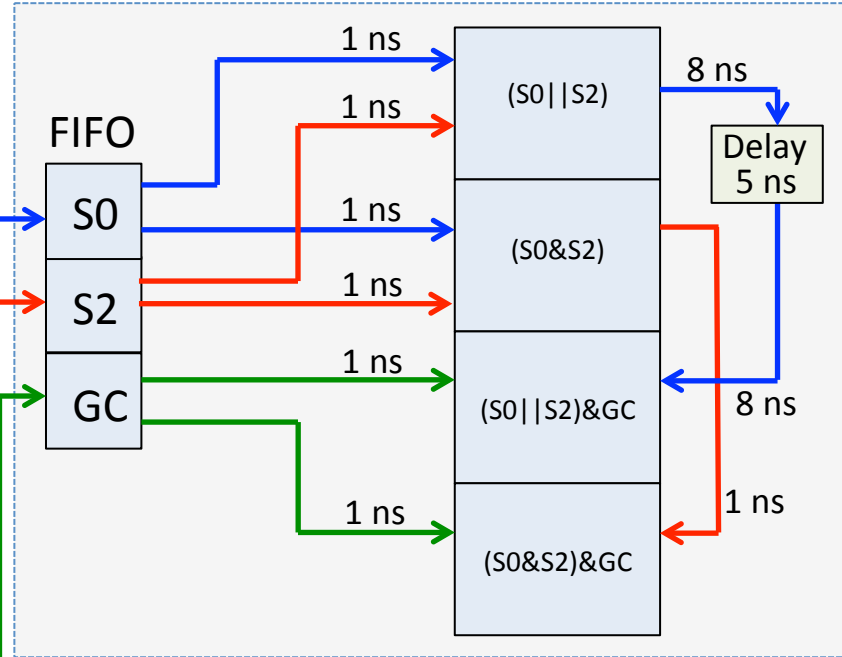 1 ns
8 ns
(S0||S2)
1 ns
FIFO
Delay
5 ns
S0
1 ns
(S0&S2)
S2
1 ns
1 ns
GC
(S0||S2)&GC
8 ns
1 ns
1 ns
(S0&S2)&GC